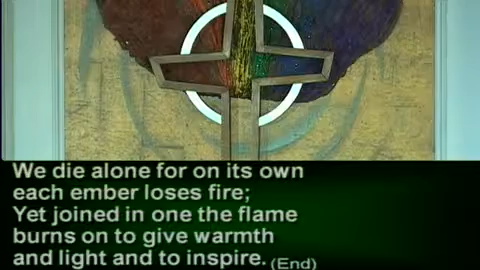 We die alone for on its own
each ember loses fire;
Yet joined in one the flame
burns on to give warmth
and light and to inspire. (End)